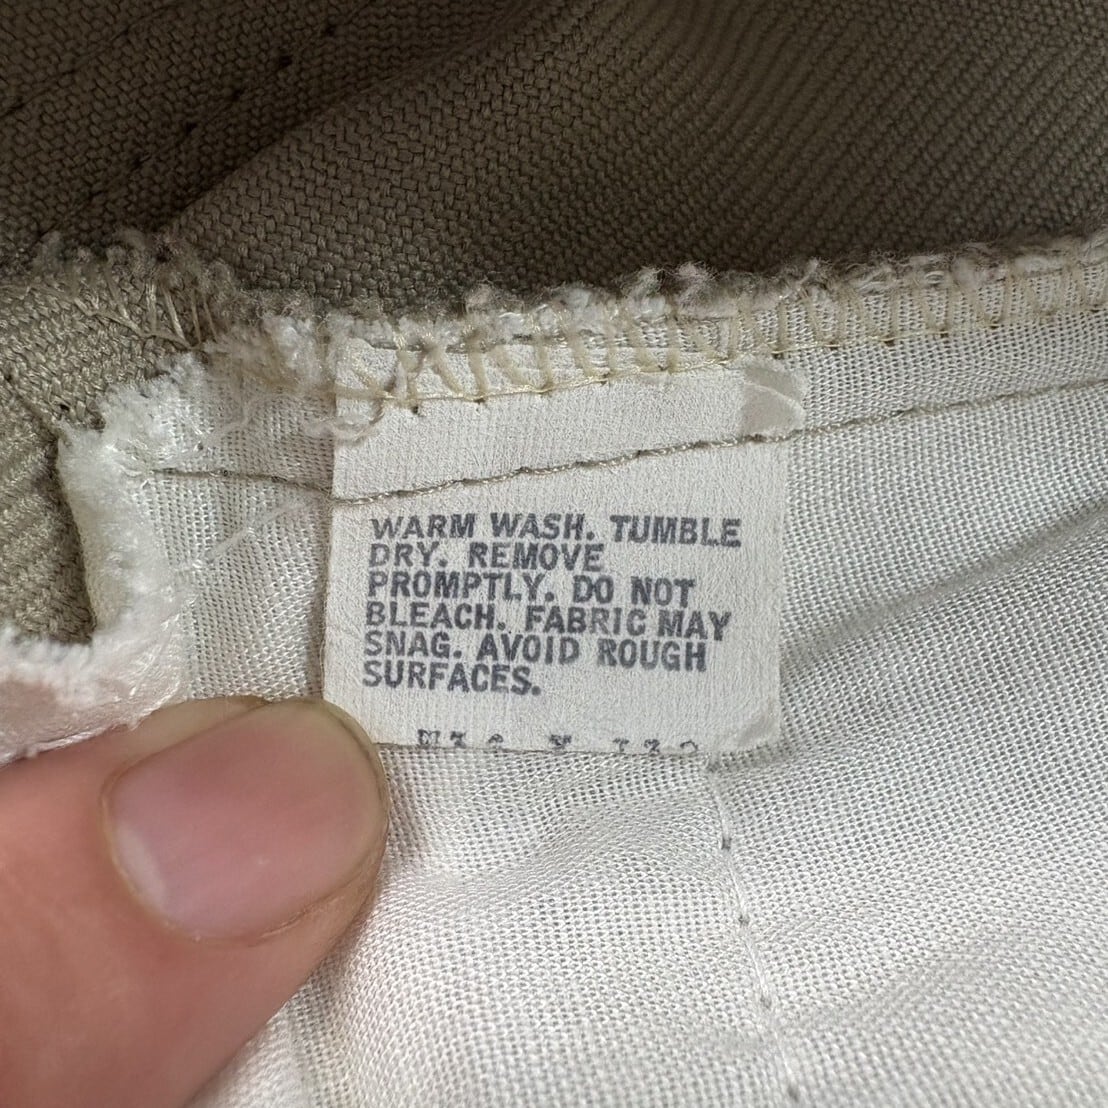 WARM WASH. TUMBLE
DRY. REMOVE
PROMPTLY. DO NOT
BLEACH. FABRIC MAY
SNAG. AVOID ROUGH
SURFACES.